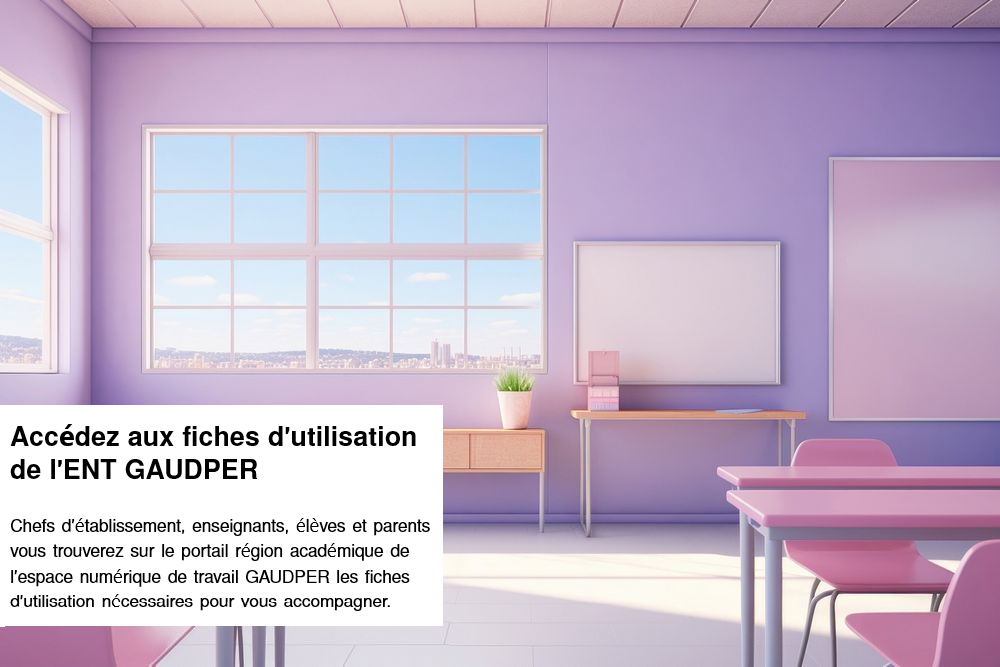 Accédez aux fiches d'utilisation
de l'ENT GAUDPER
Chefs d'établissement, enseignants, élèves et parents
vous trouverez sur le portail région académique de
l'espace numérique de travail GAUDPER les fiches
d'utilisation nécessaires pour vous accompagner.